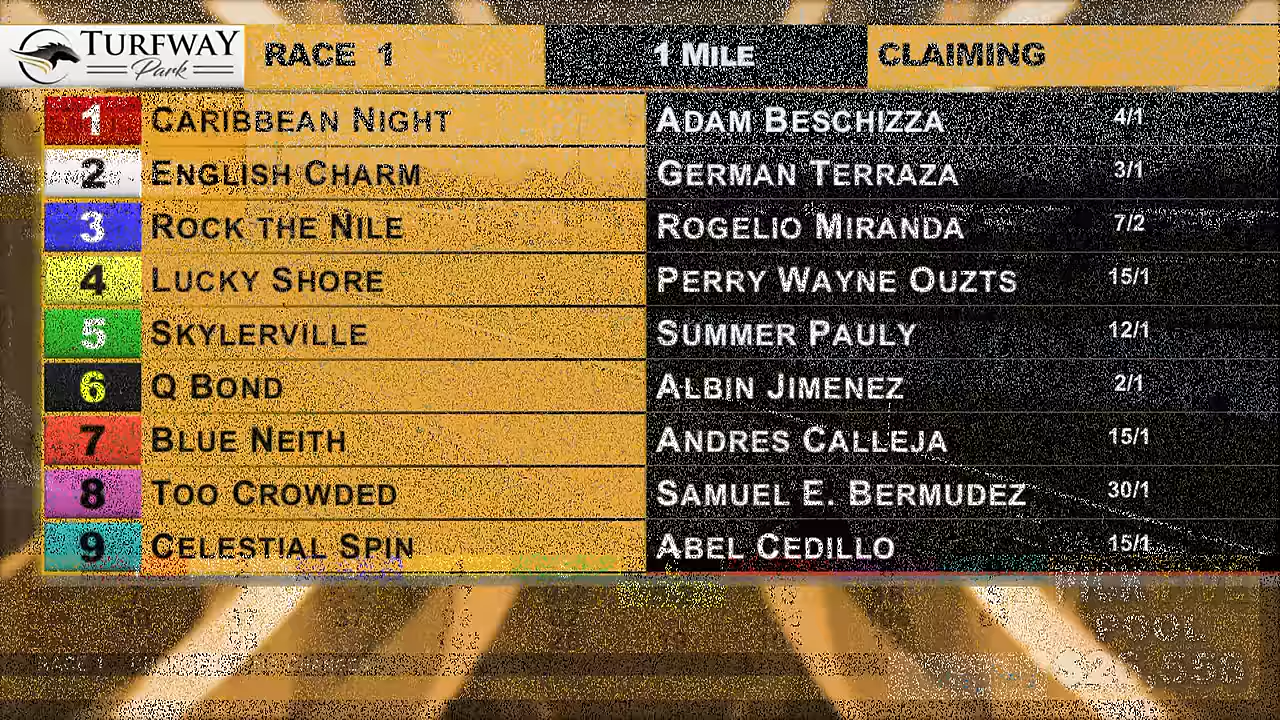 TURFWAY Park RACE 1 1 MILE CLAIMING
1 CARIBBEAN NIGHT ADAM BESCHIZZA 4/1
2 ENGLISH CHARM GERMAN TERRAZA 3/1
3 ROCK THE NILE ROGELIO MIRANDA 7/2
4 LUCKY SHORE PERRY WAYNE OUZTS 15/1
5 SKYLERVILLE SUMMER PAULY 12/1
6 Q BOND ALBIN JIMENEZ 2/1
7 BLUE NEITH ANDRES CALLEJA 15/1
8 TOO CROWDED SAMUEL E. BERMUDEZ 30/1
9 CELESTIAL SPIN ABEL CEDILLO 15/1
POOL
RACE 1